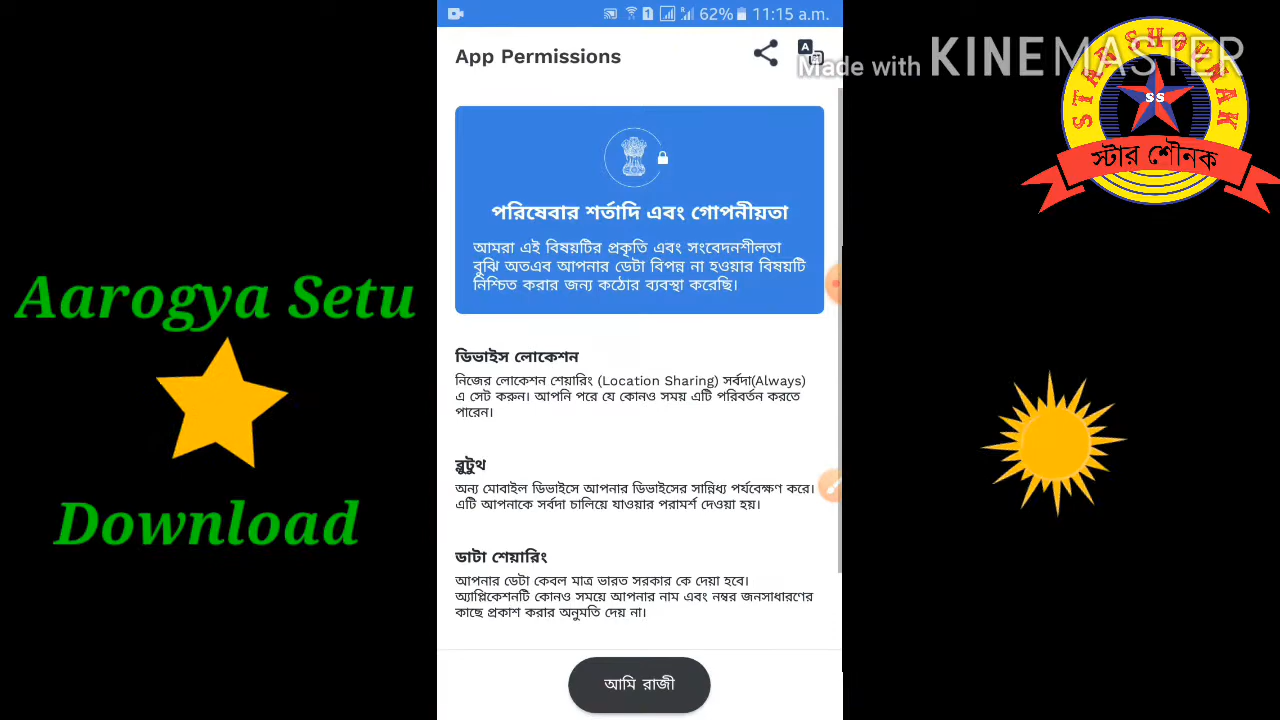 62% 11:15 a.m.
App Permissions
Made with KINEMASTER
STAR SHOUNAK
SS
স্টার শৌনক
পরিষেবার শর্তাদি এবং গোপনীয়তা
আমরা এই বিষয়টির প্রকৃতি এবং সংবেদনশীলতা
বুঝি অতএব আপনার ডেটা বিপন্ন না হওয়ার বিষয়টি
নিশ্চিত করার জন্য কঠোর ব্যবস্থা করেছি।
Aarogya Setu
Download
ডিভাইস লোকেশন
নিজের লোকেশন শেয়ারিং (Location Sharing) সর্বদা(Always)
এ সেট করুন। আপনি পরে যে কোনও সময় এটি পরিবর্তন করতে
পারেন।
ব্লুটুথ
অন্য মোবাইল ডিভাইসে আপনার ডিভাইসের সান্নিধ্য পর্যবেক্ষণ করে।
এটি আপনাকে সর্বদা চালিয়ে যাওয়ার পরামর্শ দেওয়া হয়।
ডাটা শেয়ারিং
আপনার ডেটা কেবল মাত্র ভারত সরকার কে দেয়া হবে।
অ্যাপ্লিকেশনটি কোনও সময়ে আপনার নাম এবং নম্বর জনসাধারণের
কাছে প্রকাশ করার অনুমতি দেয় না।
আমি রাজী